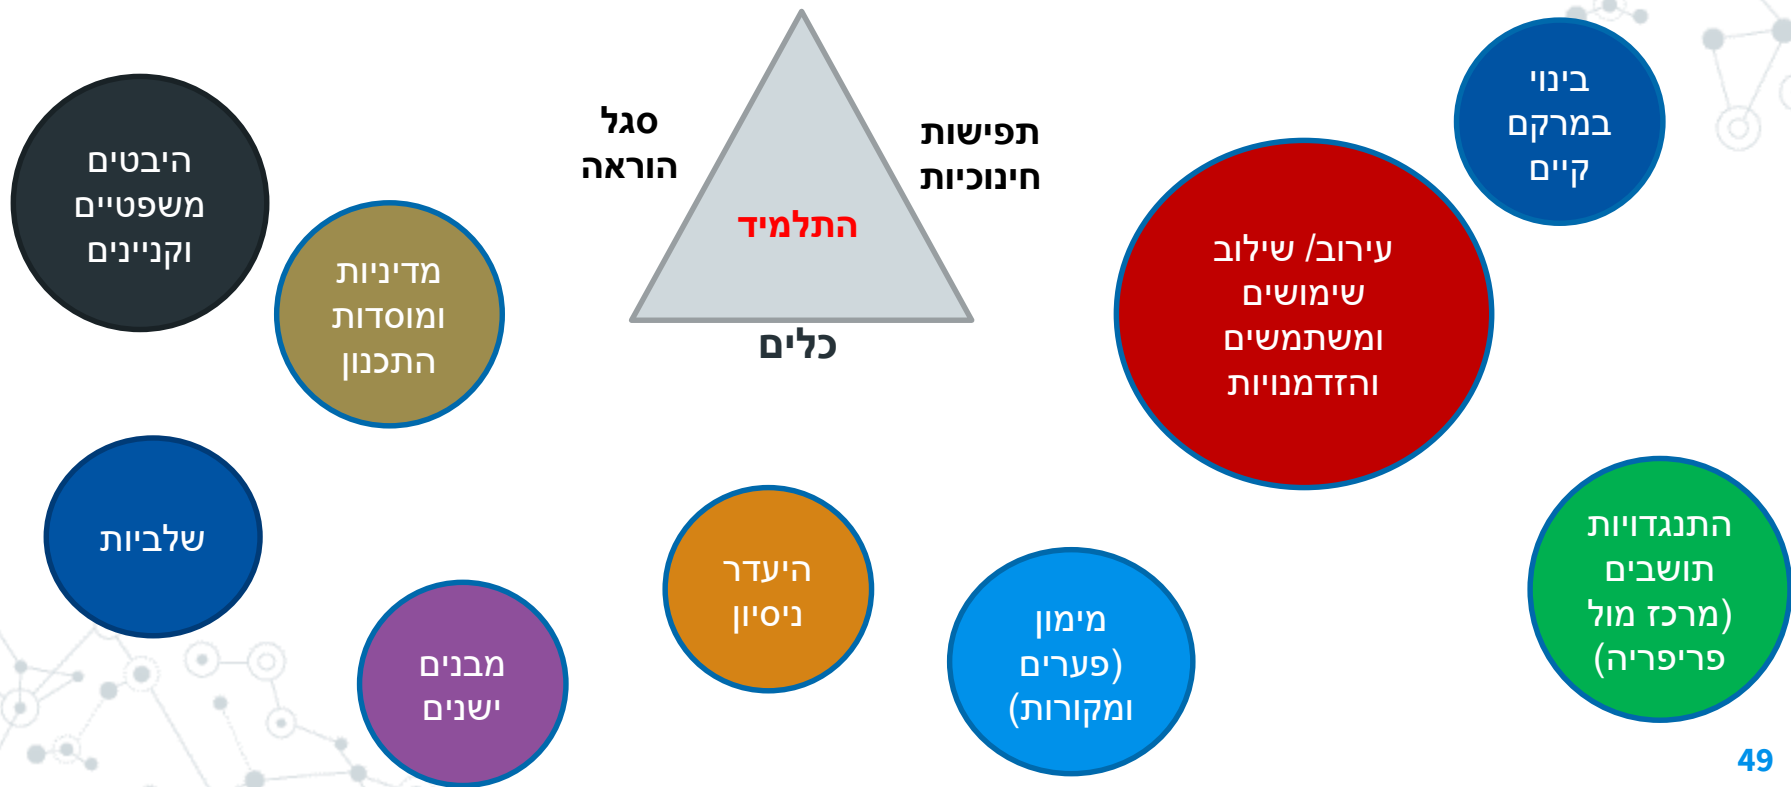 בינוי
במרקם
קיים
תפישות
חינוכיות
סגל
הוראה
התלמיד
כלים
היבטים
משפטיים
וקניינים
מדיניות
ומוסדות
התכנון
עירוב/ שילוב
שימושים
ומשתמשים
והזדמנויות
התנגדויות
תושבים
(מרכז מול
פריפריה)
מימון
(פערים
ומקורות)
היעדר
ניסיון
מבנים
ישנים
שלביות
49